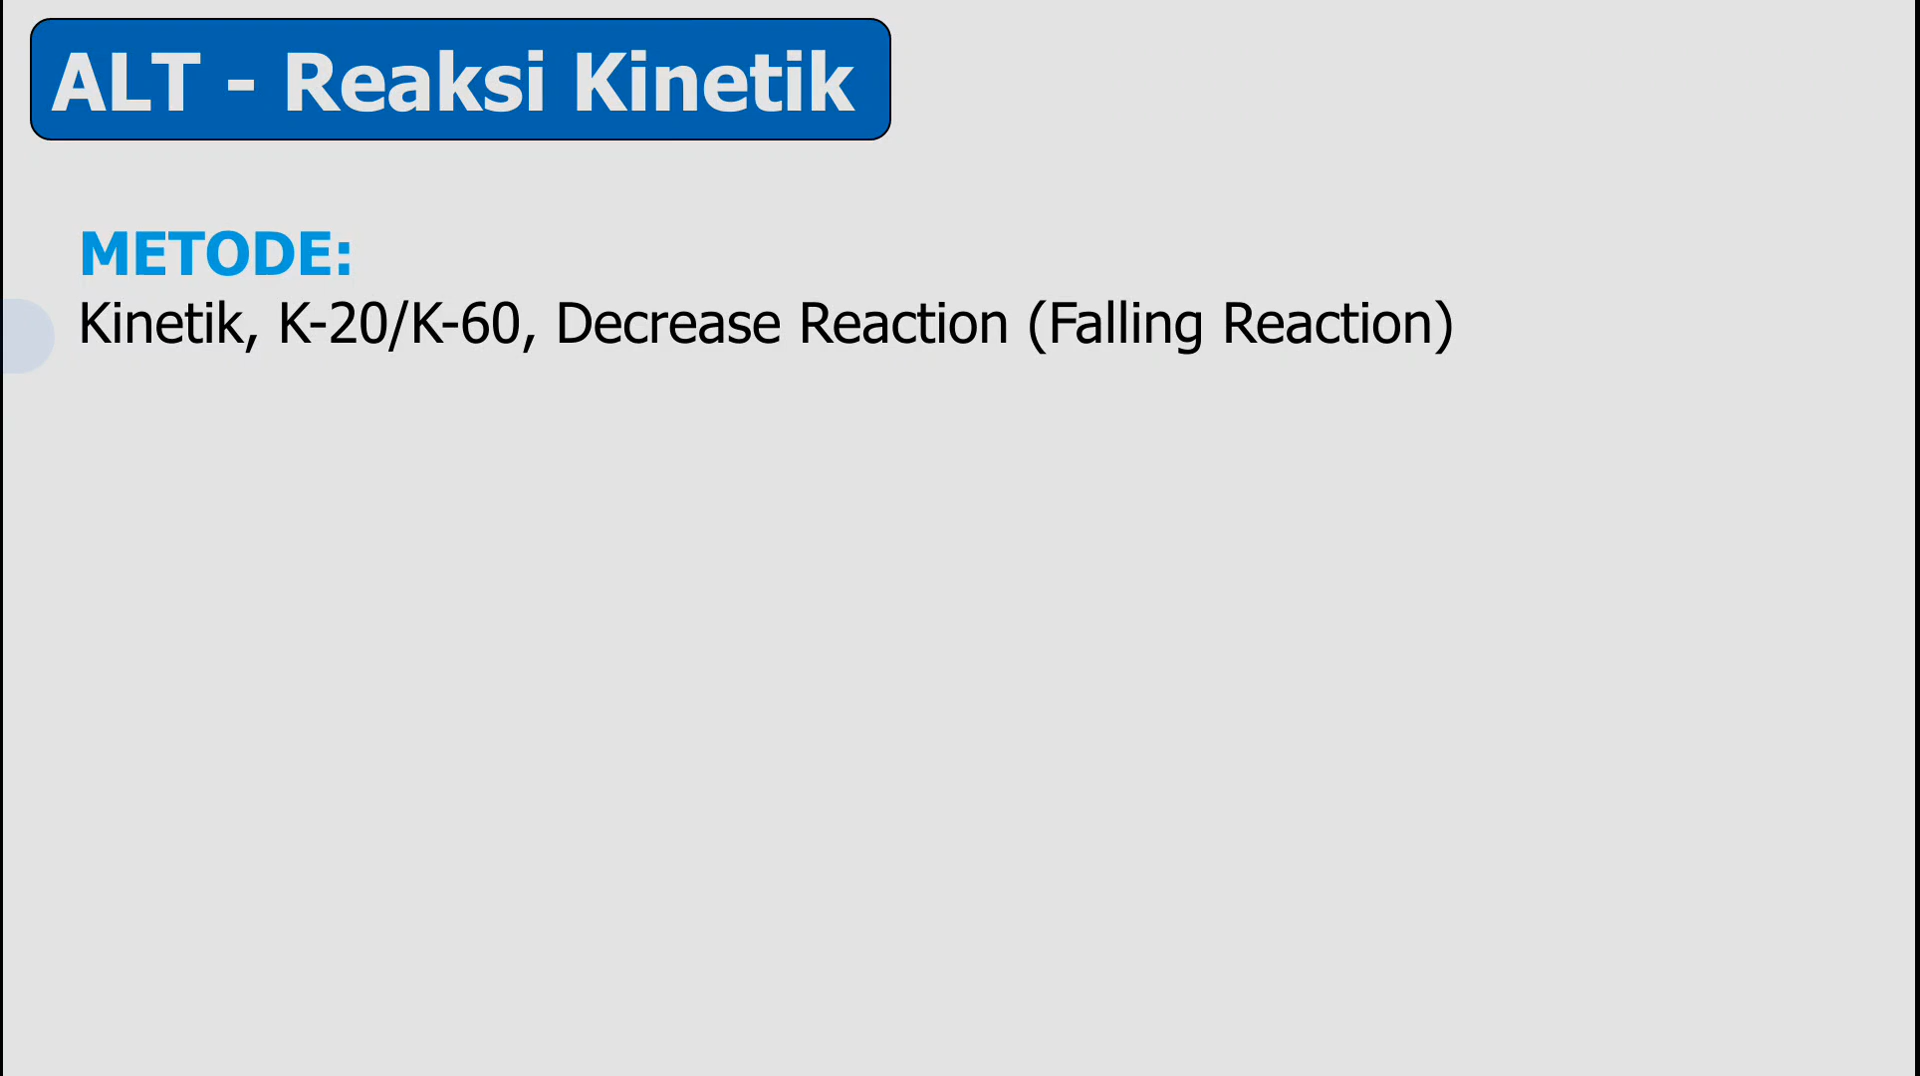 ALT - Reaksi Kinetik
METODE:
Kinetik, K-20/K-60, Decrease Reaction (Falling Reaction)